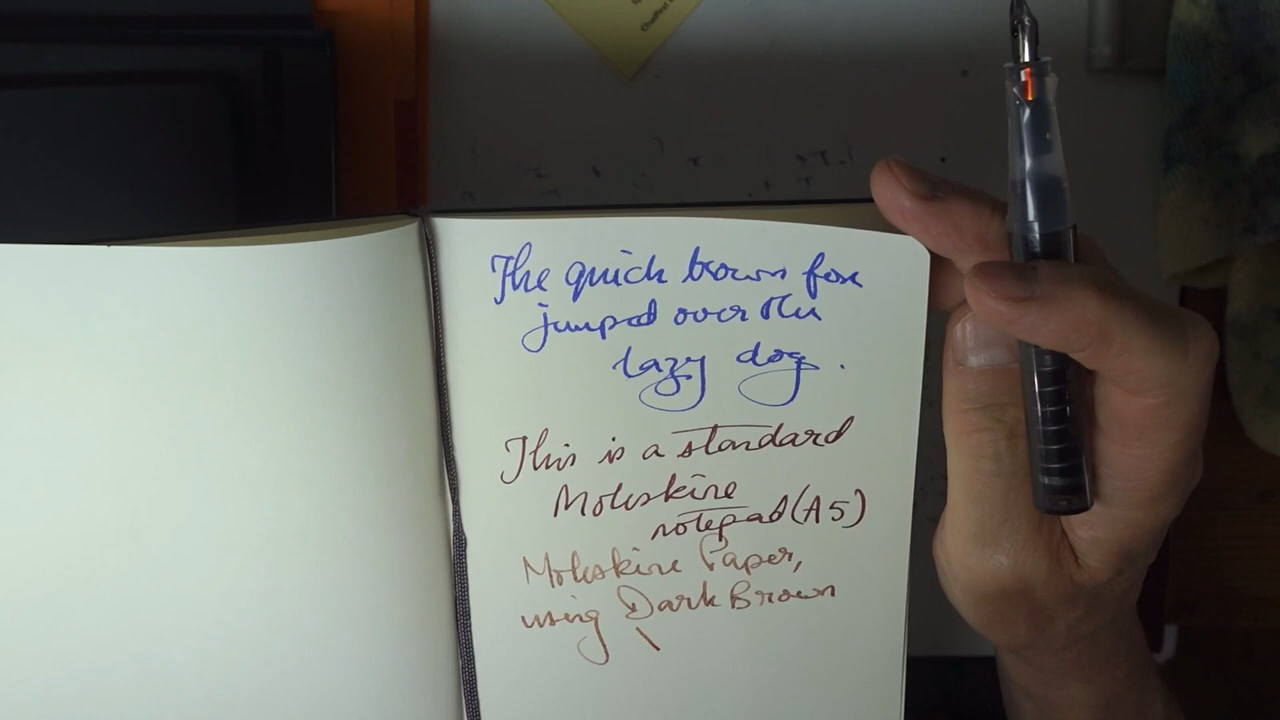 The quick brown fox
jumped over the
lazy dog.
This is a standard
Moleskine
notepad (A5)
Moleskine Paper,
using Dark Brown